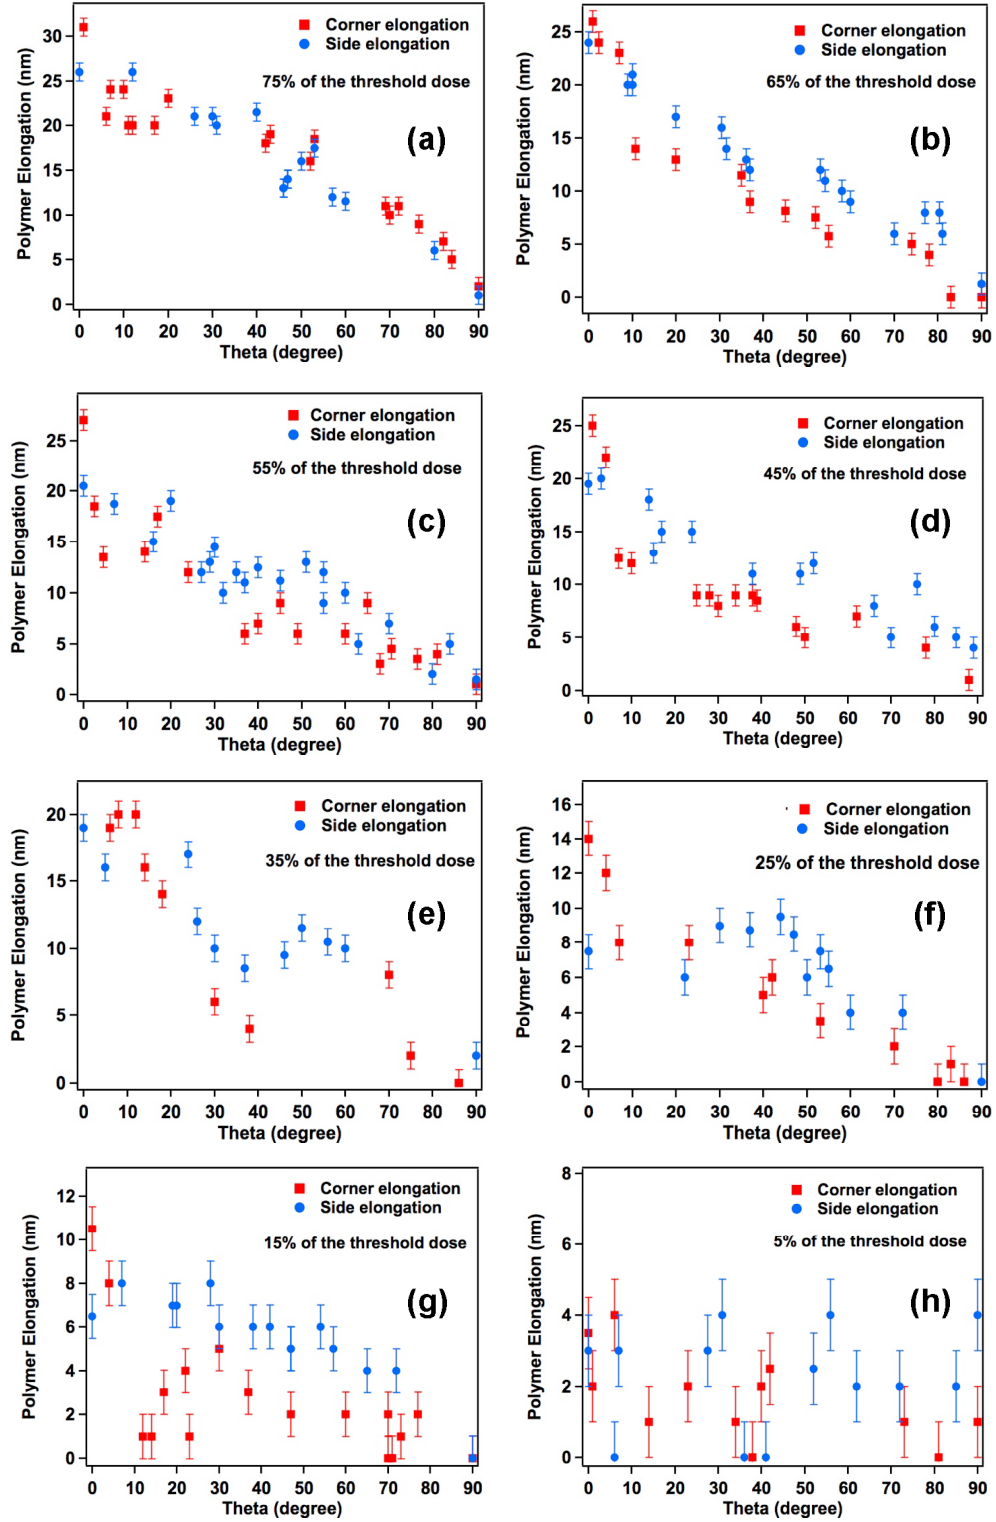 Corner elongation
Side elongation
75% of the threshold dose
(a)
Polymer Elongation (nm)
30
25
20
15
10
5
0
0 10 20 30 40 50 60 70 80 90
Theta (degree)
Corner elongation
Side elongation
65% of the threshold dose
(b)
Polymer Elongation (nm)
25
20
15
10
5
0
0 10 20 30 40 50 60 70 80 90
Theta (degree)
Corner elongation
Side elongation
55% of the threshold dose
(c)
Polymer Elongation (nm)
25
20
15
10
5
0
0 10 20 30 40 50 60 70 80 90
Theta (degree)
Corner elongation
Side elongation
45% of the threshold dose
(d)
Polymer Elongation (nm)
25
20
15
10
5
0
0 10 20 30 40 50 60 70 80 90
Theta (degree)
Corner elongation
Side elongation
35% of the threshold dose
(e)
Polymer Elongation (nm)
20
15
10
5
0
0 10 20 30 40 50 60 70 80 90
Theta (degree)
Corner elongation
Side elongation
25% of the threshold dose
(f)
Polymer Elongation (nm)
16
14
12
10
8
6
4
2
0
0 10 20 30 40 50 60 70 80 90
Theta (degree)
Corner elongation
Side elongation
15% of the threshold dose
(g)
Polymer Elongation (nm)
12
10
8
6
4
2
0
0 10 20 30 40 50 60 70 80 90
Theta (degree)
Corner elongation
Side elongation
5% of the threshold dose
(h)
Polymer Elongation (nm)
8
6
4
2
0
0 10 20 30 40 50 60 70 80 90
Theta (degree)